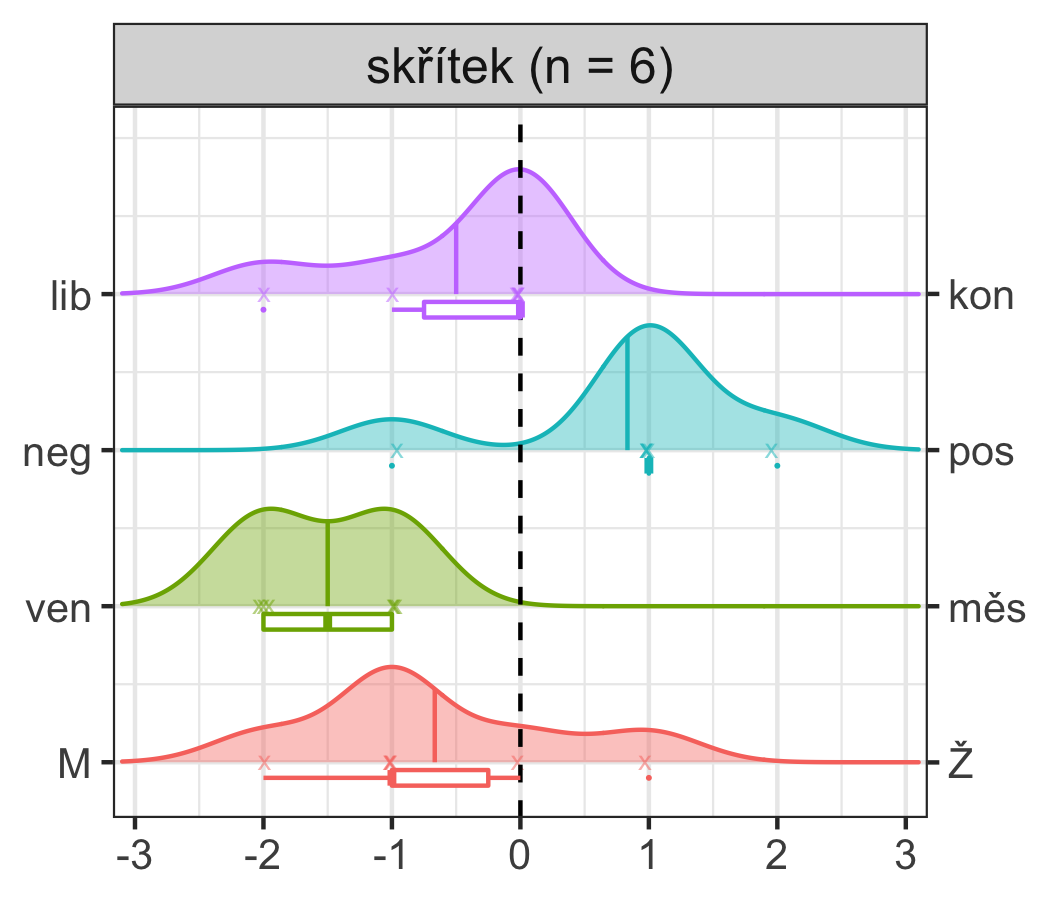 skřítek (n = 6)
lib kon
neg pos
ven měs
M Ž
-3 -2 -1 0 1 2 3